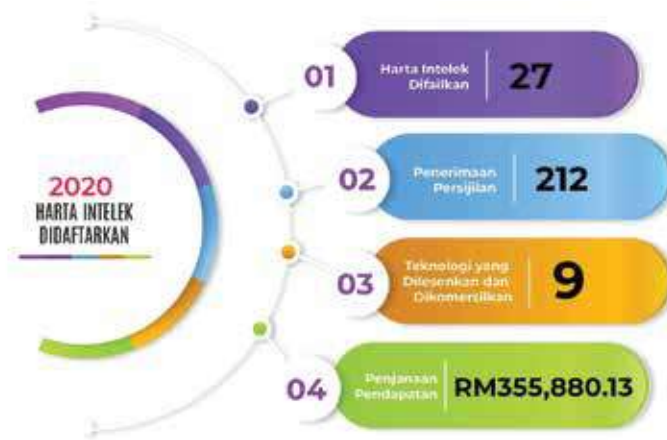 2020
HARTA INTELEK
DIDAFTARKAN
01
Harta Intelek
Difailkan
27
02
Penerimaan
Persijilan
212
03
Teknologi yang
Dilesenkan dan
Dikomersilkan
9
04
Penjanaan
Pendapatan
RM355,880.13